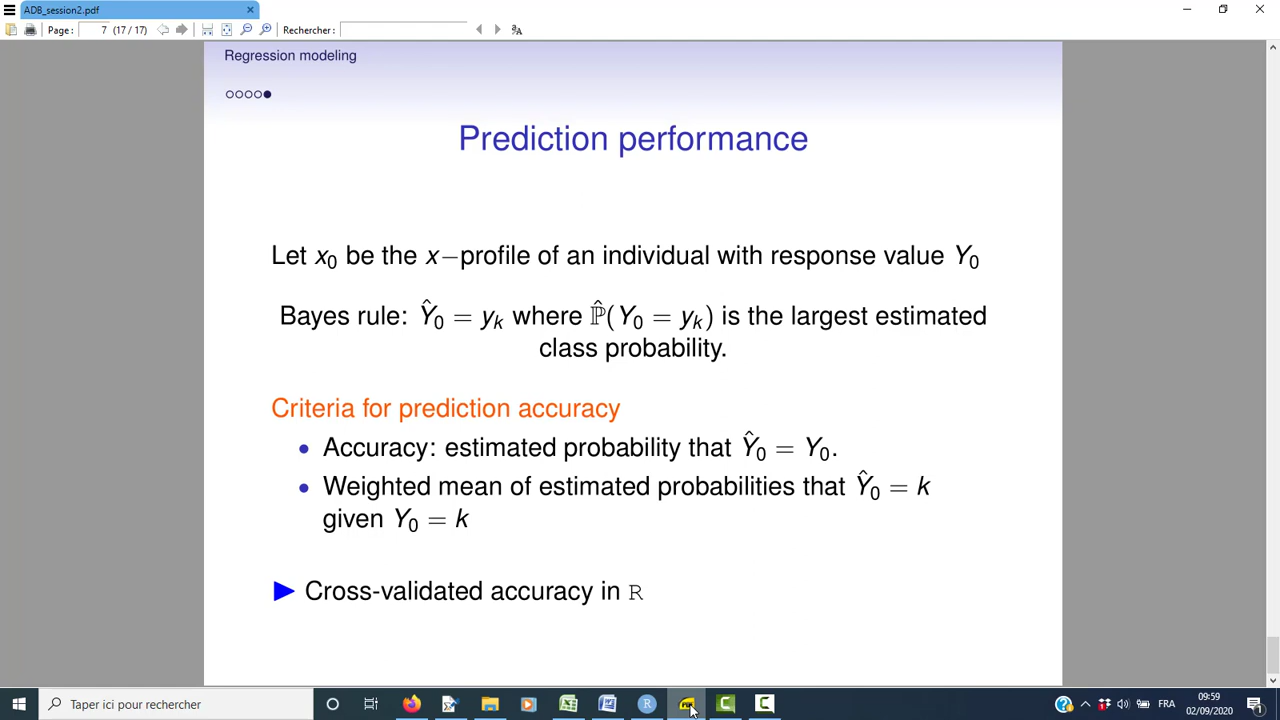 ADB_session2.pdf
Page: 7 (17 / 17) Rechercher:
Regression modeling
Prediction performance
Let x₀ be the x−profile of an individual with response value Y₀
Bayes rule: Ŷ₀ = yₖ where ℙ̂(Y₀ = yₖ) is the largest estimated
class probability.
Criteria for prediction accuracy
• Accuracy: estimated probability that Ŷ₀ = Y₀.
• Weighted mean of estimated probabilities that Ŷ₀ = k
given Y₀ = k
▶ Cross-validated accuracy in R
Taper ici pour rechercher
FRA
09:59
02/09/2020